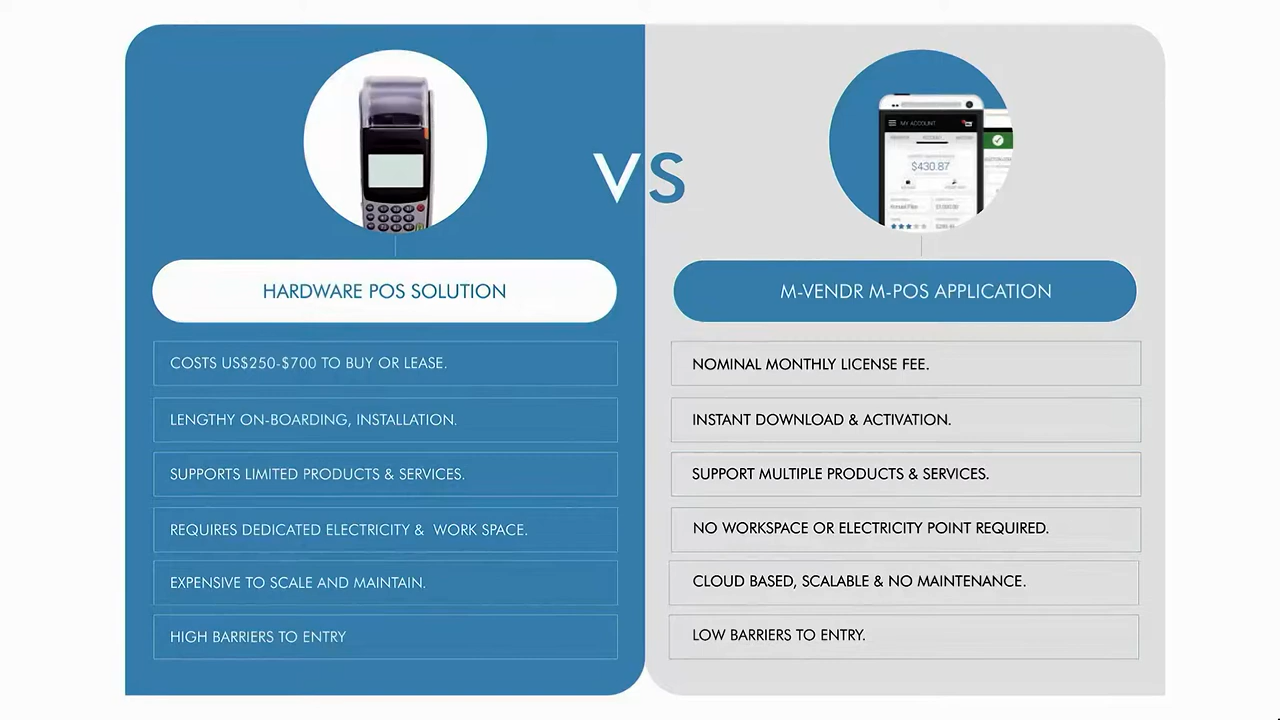 VS
MY ACCOUNT
$430.87
HARDWARE POS SOLUTION
COSTS US$250-$700 TO BUY OR LEASE.
LENGTHY ON-BOARDING, INSTALLATION.
SUPPORTS LIMITED PRODUCTS & SERVICES.
REQUIRES DEDICATED ELECTRICITY & WORK SPACE.
EXPENSIVE TO SCALE AND MAINTAIN.
HIGH BARRIERS TO ENTRY
M-VENDR M-POS APPLICATION
NOMINAL MONTHLY LICENSE FEE.
INSTANT DOWNLOAD & ACTIVATION.
SUPPORT MULTIPLE PRODUCTS & SERVICES.
NO WORKSPACE OR ELECTRICITY POINT REQUIRED.
CLOUD BASED, SCALABLE & NO MAINTENANCE.
LOW BARRIERS TO ENTRY.